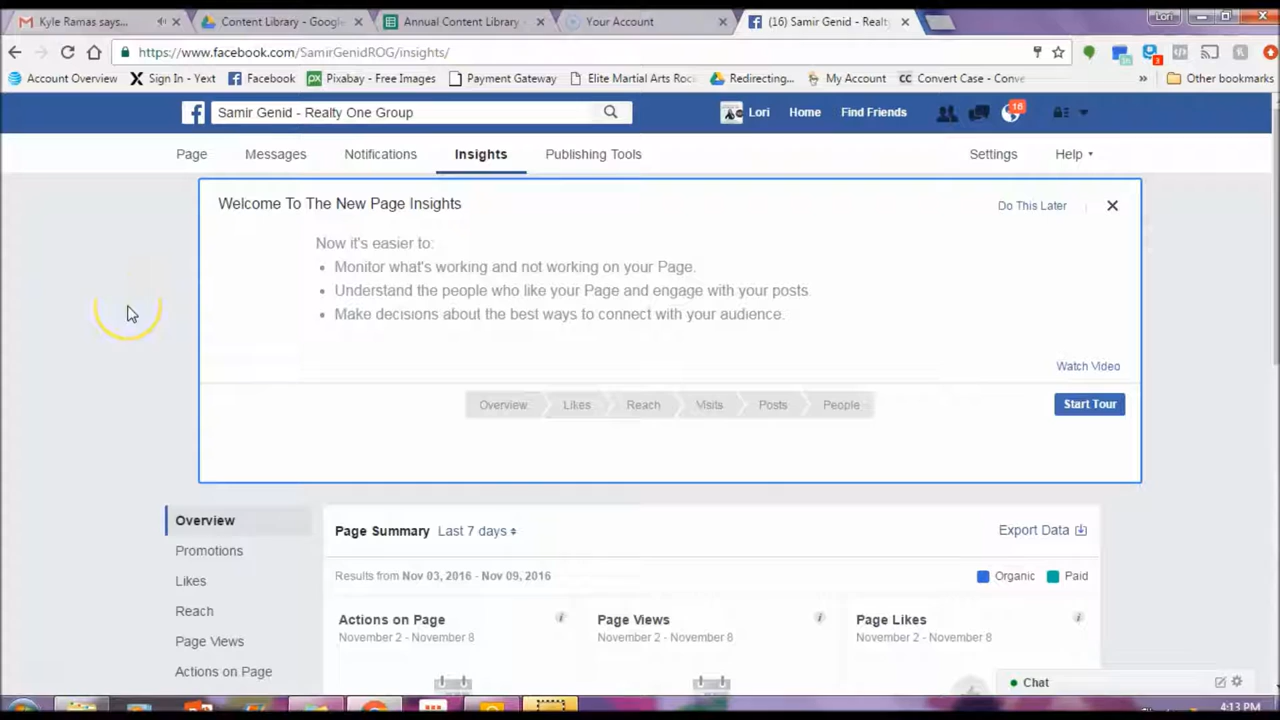 Kyle Ramas says...
Content Library - Google
Annual Content Library
Your Account
(16) Samir Genid - Realt
Lori
https://www.facebook.com/SamirGenidROG/insights/
Account Overview
Sign In - Yext
Facebook
Pixabay - Free Images
Payment Gateway
Elite Martial Arts Roc
Redirecting...
My Account
CC Convert Case - Conve
»
Other bookmarks
Samir Genid - Realty One Group
Lori
Home
Find Friends
16
Page
Messages
Notifications
Insights
Publishing Tools
Settings
Help
Welcome To The New Page Insights
Do This Later
Now it's easier to:
• Monitor what's working and not working on your Page.
• Understand the people who like your Page and engage with your posts.
• Make decisions about the best ways to connect with your audience.
Watch Video
Overview
Likes
Reach
Visits
Posts
People
Start Tour
Overview
Promotions
Likes
Reach
Page Views
Actions on Page
Page Summary Last 7 days
Export Data
Results from Nov 03, 2016 - Nov 09, 2016
Organic
Paid
Actions on Page
November 2 - November 8
Page Views
November 2 - November 8
Page Likes
November 2 - November 8
Chat
4:13 PM